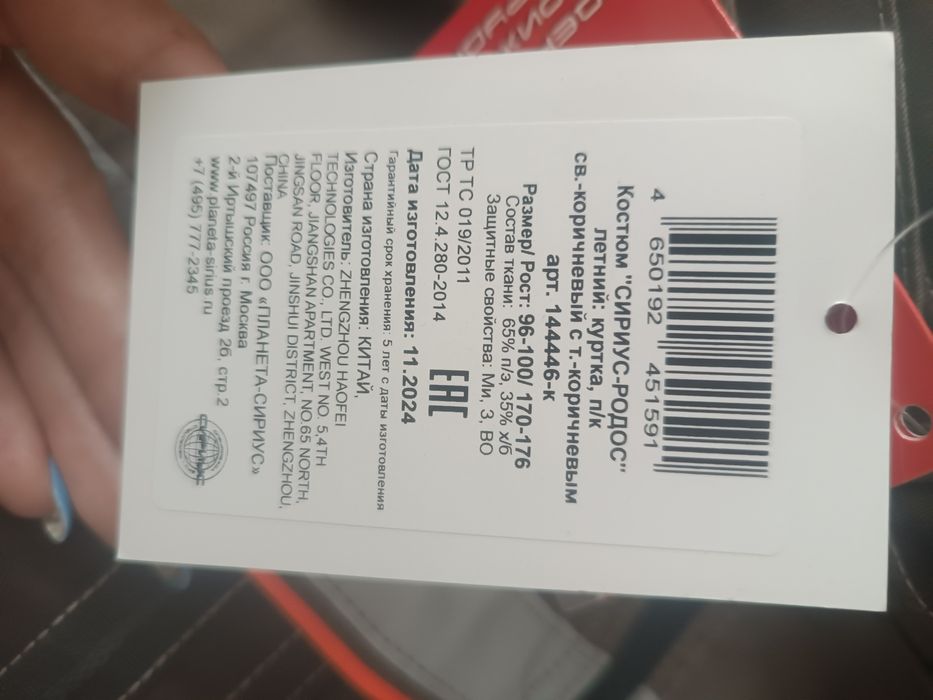 4 650192 451591
Костюм "СИРИУС-РОДОС"
летний: куртка, п/к
св.-коричневый с т.-коричневым
арт. 144446-к
Размер/ Рост: 96-100/ 170-176
Состав ткани: 65% п/э, 35% х/б
Защитные свойства: Ми, З, ВО
ТР ТС 019/2011
ГОСТ 12.4.280-2014
EAC
Дата изготовления: 11.2024
Гарантийный срок хранения: 5 лет с даты изготовления
Страна изготовления: КИТАЙ,
Изготовитель: ZHENGZHOU HAOFEI
TECHNOLOGIES CO., LTD. WEST NO. 5,4TH
FLOOR, JIANGSHAN APARTMENT, NO.65 NORTH,
JINGSAN ROAD, JINSHUI DISTRICT, ZHENGZHOU,
CHINA
Поставщик: ООО «ПЛАНЕТА-СИРИУС»
107497 Россия г. Москва
2-й Иртышский проезд 2б, стр.2
www.planeta-sirius.ru
+7 (495) 777-2345
СИРИУС